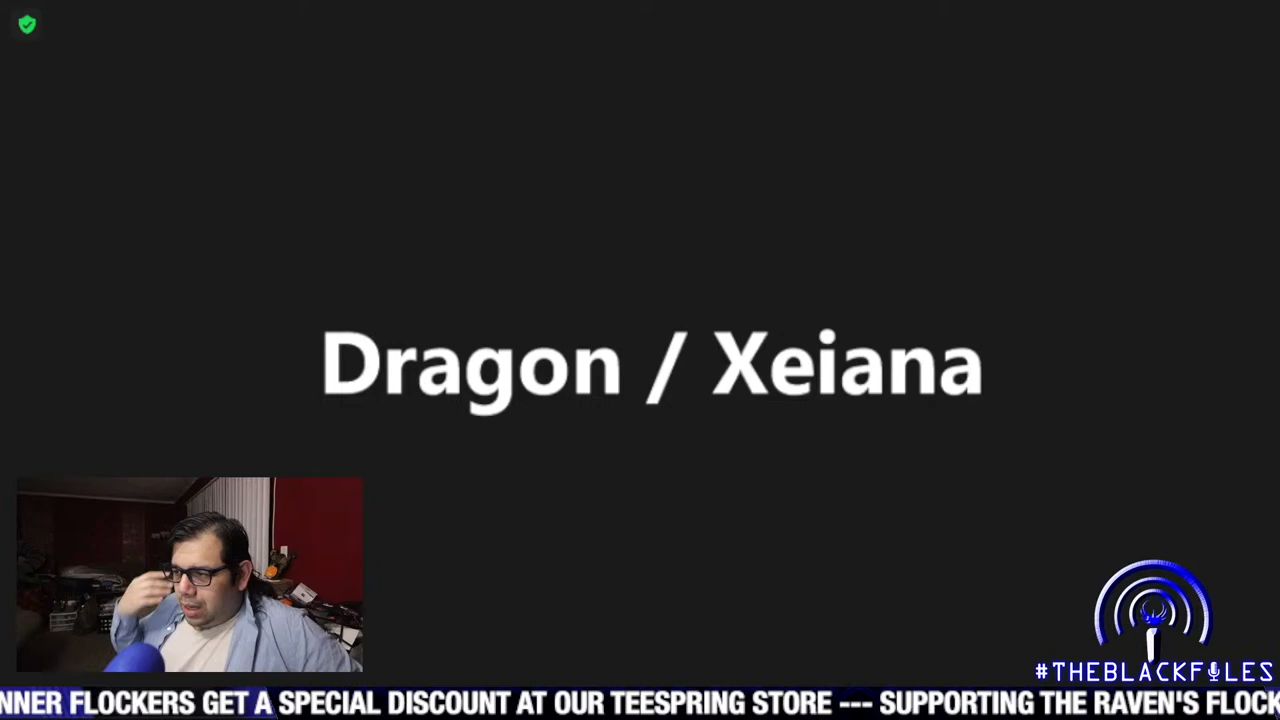 Dragon / Xeiana
#THEBLACKFILES
NNER FLOCKERS GET A SPECIAL DISCOUNT AT OUR TEESPRING STORE --- SUPPORTING THE RAVEN'S FLOCK